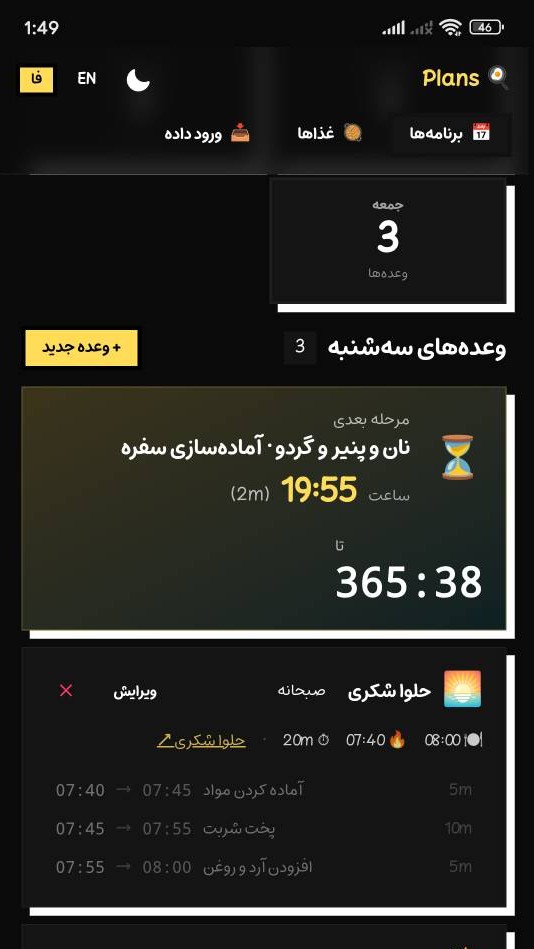 1:49 46
Plans EN فا
برنامه‌ها غذاها ورود داده
جمعه
3
وعده‌ها
وعده‌های سه‌شنبه 3 + وعده جدید
مرحله بعدی
نان و پنیر و گردو · آماده‌سازی سفره
ساعت 19:55 (2m)
تا
365:38
حلوا شکری صبحانه ویرایش ×
08:00 07:40 20m · حلوا شکری ↗
5m آماده کردن مواد 07:45 → 07:40
10m پخت شربت 07:55 → 07:45
5m افزودن آرد و روغن 08:00 → 07:55